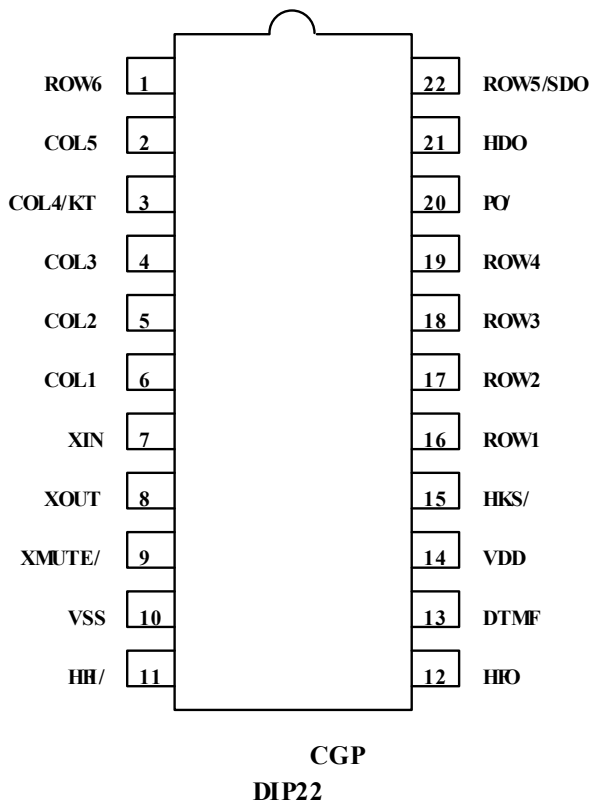 ROW6 1 22 ROW5/SDO
COL5 2 21 HDO
COL4/KT 3 20 PO/
COL3 4 19 ROW4
COL2 5 18 ROW3
COL1 6 17 ROW2
XIN 7 16 ROW1
XOUT 8 15 HKS/
XMUTE/ 9 14 VDD
VSS 10 13 DTMF
HFI/ 11 12 HFO
CGP
DIP22